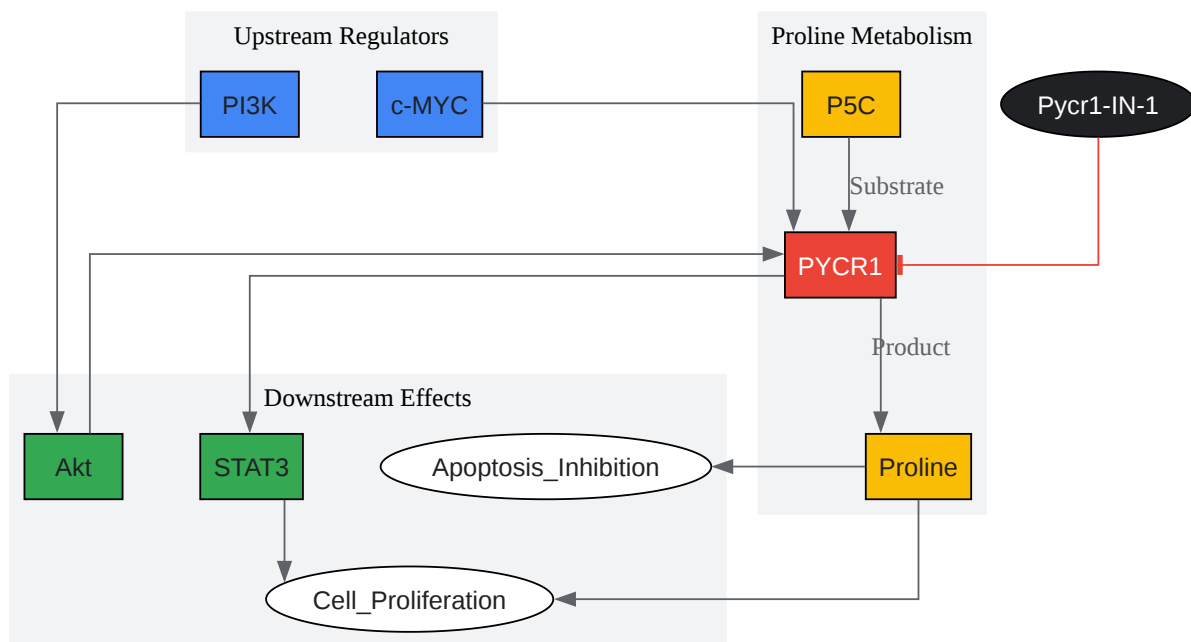 Upstream Regulators
Proline Metabolism
PI3K
c-MYC
P5C
Pycr1-IN-1
Substrate
PYCR1
Product
Downstream Effects
Akt
STAT3
Apoptosis_Inhibition
Proline
Cell_Proliferation